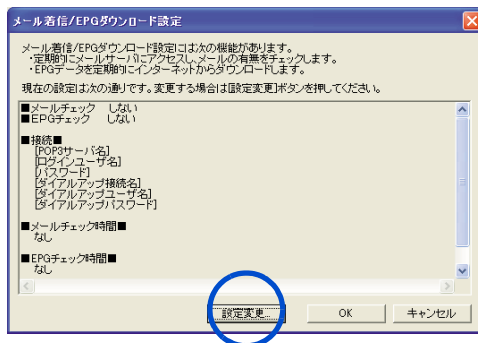 メール着信/EPGダウンロード設定
メール着信/EPGダウンロード設定には次の機能があります。
・定期的にメールサーバにアクセスし、メールの有無をチェックします。
・EPGデータを定期的にインターネットからダウンロードします。
現在の設定は次の通りです。変更する場合は[設定変更]ボタンを押してください。
■メールチェック しない
■EPGチェック しない
■接続■
[POP3サーバ名]
[ログインユーザ名]
[パスワード]
[ダイアルアップ接続名]
[ダイアルアップユーザ名]
[ダイアルアップパスワード]
■メールチェック時間■
なし
■EPGチェック時間■
なし
設定変更...
OK
キャンセル